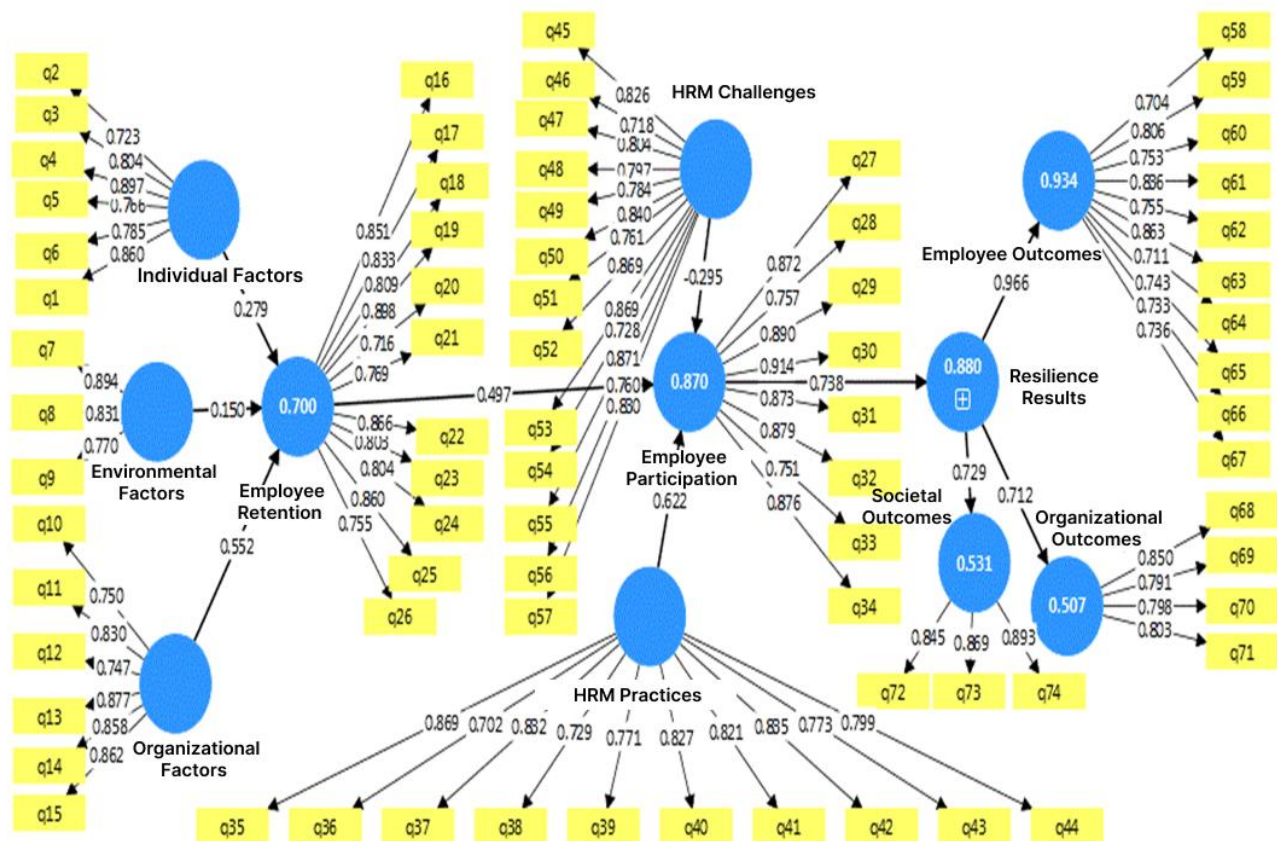 q2
q3
q4
q5
q6
q1
0.723
0.804
0.897
0.766
0.785
0.860
Individual Factors
0.279
q7
q8
q9
0.894
0.831
0.770
Environmental
Factors
0.150
q10
q11
q12
q13
q14
q15
0.750
0.830
0.747
0.877
0.858
0.862
Organizational
Factors
0.552
0.700
Employee
Retention
q16
q17
q18
q19
q20
q21
0.851
0.833
0.809
0.898
0.716
0.769
q22
q23
q24
q25
q26
0.866
0.803
0.804
0.860
0.755
0.497
q45
q46
q47
q48
q49
q50
q51
q52
q53
q54
q55
q56
q57
0.826
0.718
0.804
0.797
0.784
0.840
0.761
0.869
0.869
0.728
0.871
0.760
HRM Challenges
-0.295
0.870
Employee
Participation
0.622
q27
q28
q29
q30
q31
q32
q33
q34
0.872
0.757
0.890
0.914
0.873
0.879
0.751
0.876
0.738
HRM Practices
0.869
0.702
0.832
0.729
0.771
0.827
0.821
0.835
0.773
0.799
q35
q36
q37
q38
q39
q40
q41
q42
q43
q44
0.880
Resilience
Results
0.966
0.934
Employee Outcomes
q58
q59
q60
q61
q62
q63
q64
q65
q66
q67
0.704
0.806
0.753
0.836
0.755
0.863
0.711
0.743
0.733
0.736
0.729
0.712
Societal
Outcomes
0.531
0.845
0.869
0.893
q72
q73
q74
Organizational
Outcomes
0.507
0.850
0.791
0.798
0.803
q68
q69
q70
q71